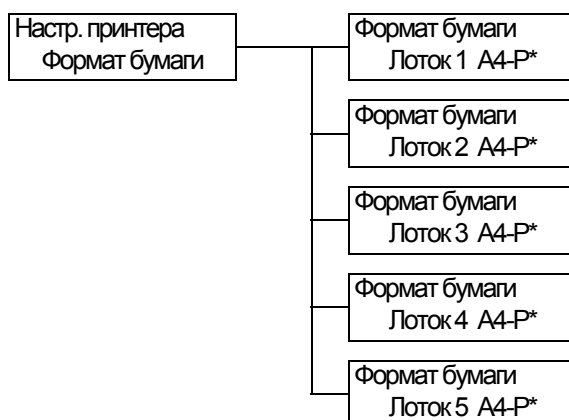 Настр. принтера
Формат бумаги
Формат бумаги
Лоток 1 A4-P*
Формат бумаги
Лоток 2 A4-P*
Формат бумаги
Лоток 3 A4-P*
Формат бумаги
Лоток 4 A4-P*
Формат бумаги
Лоток 5 A4-P*